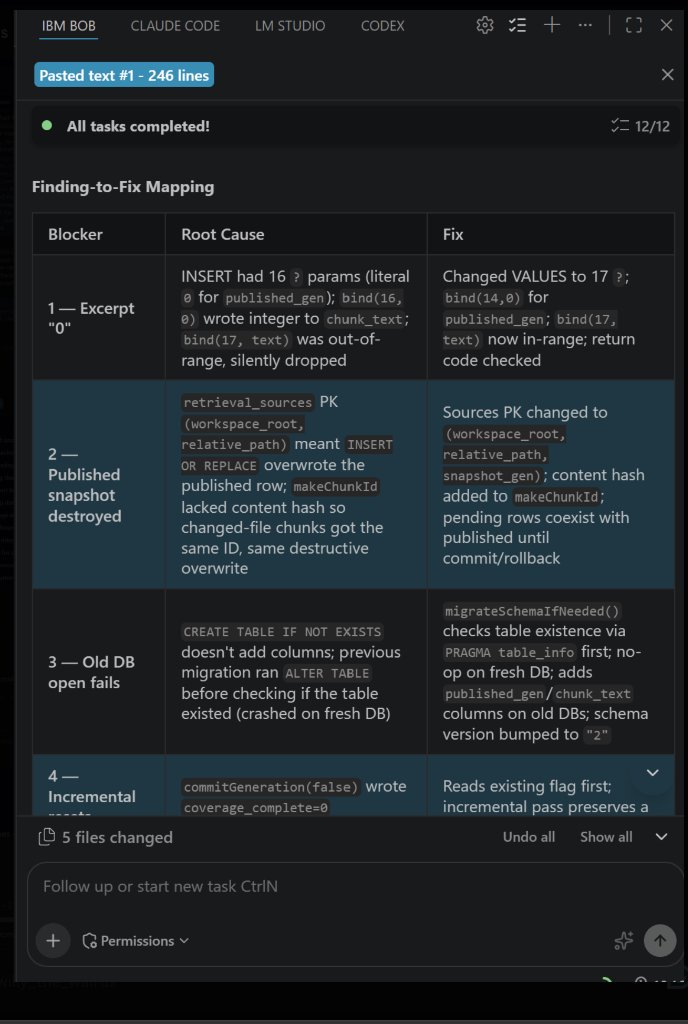 IBM BOB CLAUDE CODE LM STUDIO CODEX
Pasted text #1 - 246 lines
All tasks completed!
12/12
Finding-to-Fix Mapping
Blocker
Root Cause
Fix
1 — Excerpt
"0"
INSERT had 16 ? params (literal
0 for published_gen); bind(16,
0) wrote integer to chunk_text;
bind(17, text) was out-of-
range, silently dropped
Changed VALUES to 17 ?;
bind(14,0) for
published_gen; bind(17,
text) now in-range; return
code checked
2 —
Published
snapshot
destroyed
retrieval_sources PK
(workspace_root,
relative_path) meant INSERT
OR REPLACE overwrote the
published row; makeChunkId
lacked content hash so
changed-file chunks got the
same ID, same destructive
overwrite
Sources PK changed to
(workspace_root,
relative_path,
snapshot_gen); content hash
added to makeChunkId;
pending rows coexist with
published until
commit/rollback
3 — Old DB
open fails
CREATE TABLE IF NOT EXISTS
doesn't add columns; previous
migration ran ALTER TABLE
before checking if the table
existed (crashed on fresh DB)
migrateSchemaIfNeeded()
checks table existence via
PRAGMA table_info first; no-
op on fresh DB; adds
published_gen/chunk_text
columns on old DBs; schema
version bumped to "2"
4 —
Incremental
commitGeneration(false) wrote
coverage_complete=0
Reads existing flag first;
incremental pass preserves a
5 files changed
Undo all
Show all
Follow up or start new task CtrlN
Permissions